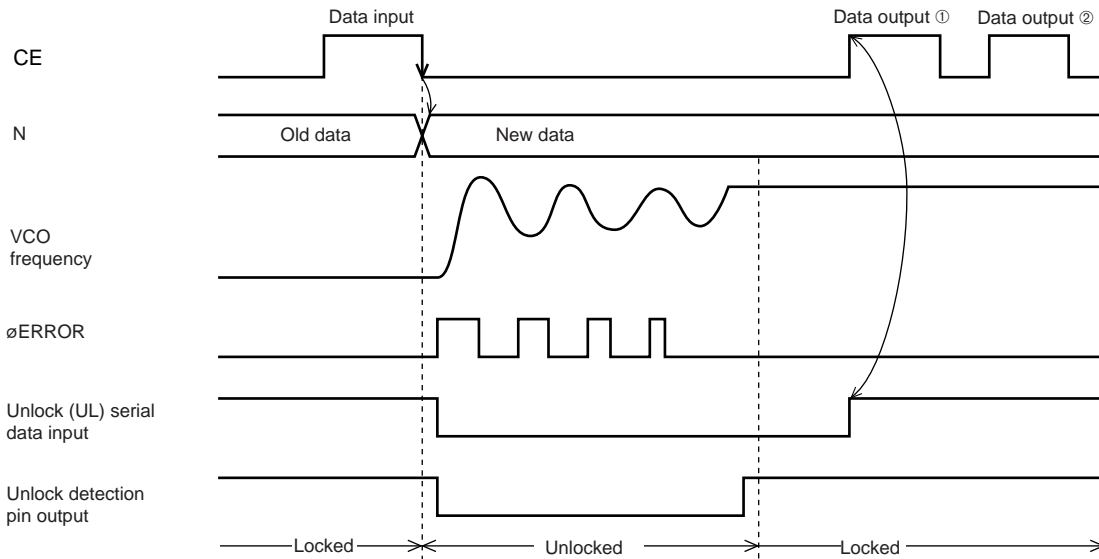 Data input
Data output ①
Data output ②
CE
N
Old data
New data
VCO
frequency
øERROR
Unlock (UL) serial
data input
Unlock detection
pin output
Locked
Unlocked
Locked